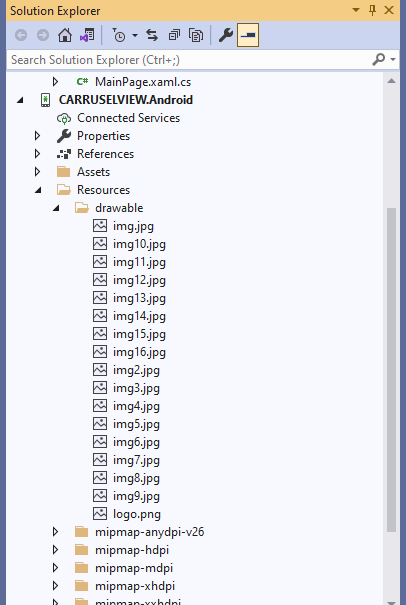 Solution Explorer
Search Solution Explorer (Ctrl+;)
C# MainPage.xaml.cs
CARRUSELVIEW.Android
Connected Services
Properties
References
Assets
Resources
drawable
img.jpg
img10.jpg
img11.jpg
img12.jpg
img13.jpg
img14.jpg
img15.jpg
img16.jpg
img2.jpg
img3.jpg
img4.jpg
img5.jpg
img6.jpg
img7.jpg
img8.jpg
img9.jpg
logo.png
mipmap-anydpi-v26
mipmap-hdpi
mipmap-mdpi
mipmap-xhdpi
mipmap-xxhdpi